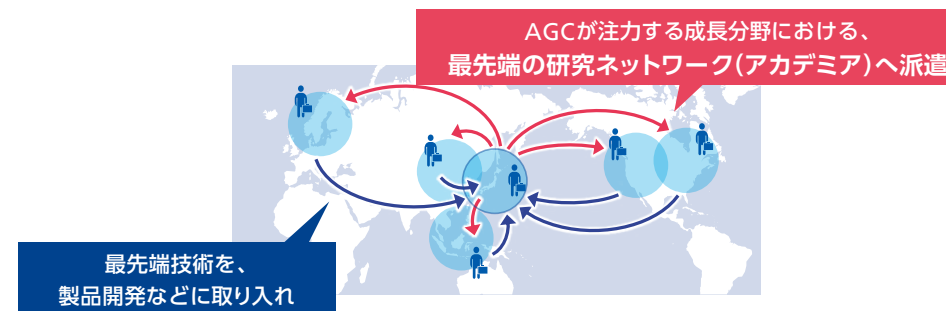 AGCが注力する成長分野における、
最先端の研究ネットワーク(アカデミア)へ派遣
最先端技術を、
製品開発などに取り入れ